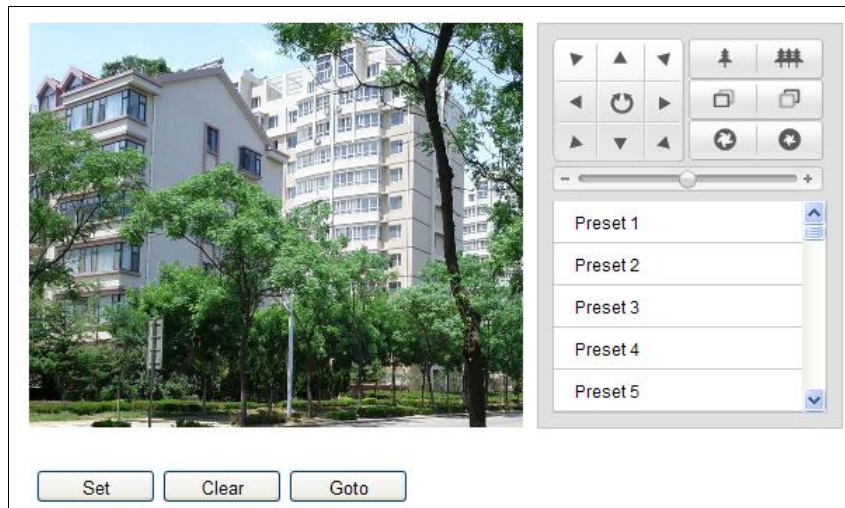 - +
Preset 1
Preset 2
Preset 3
Preset 4
Preset 5
Set Clear Goto